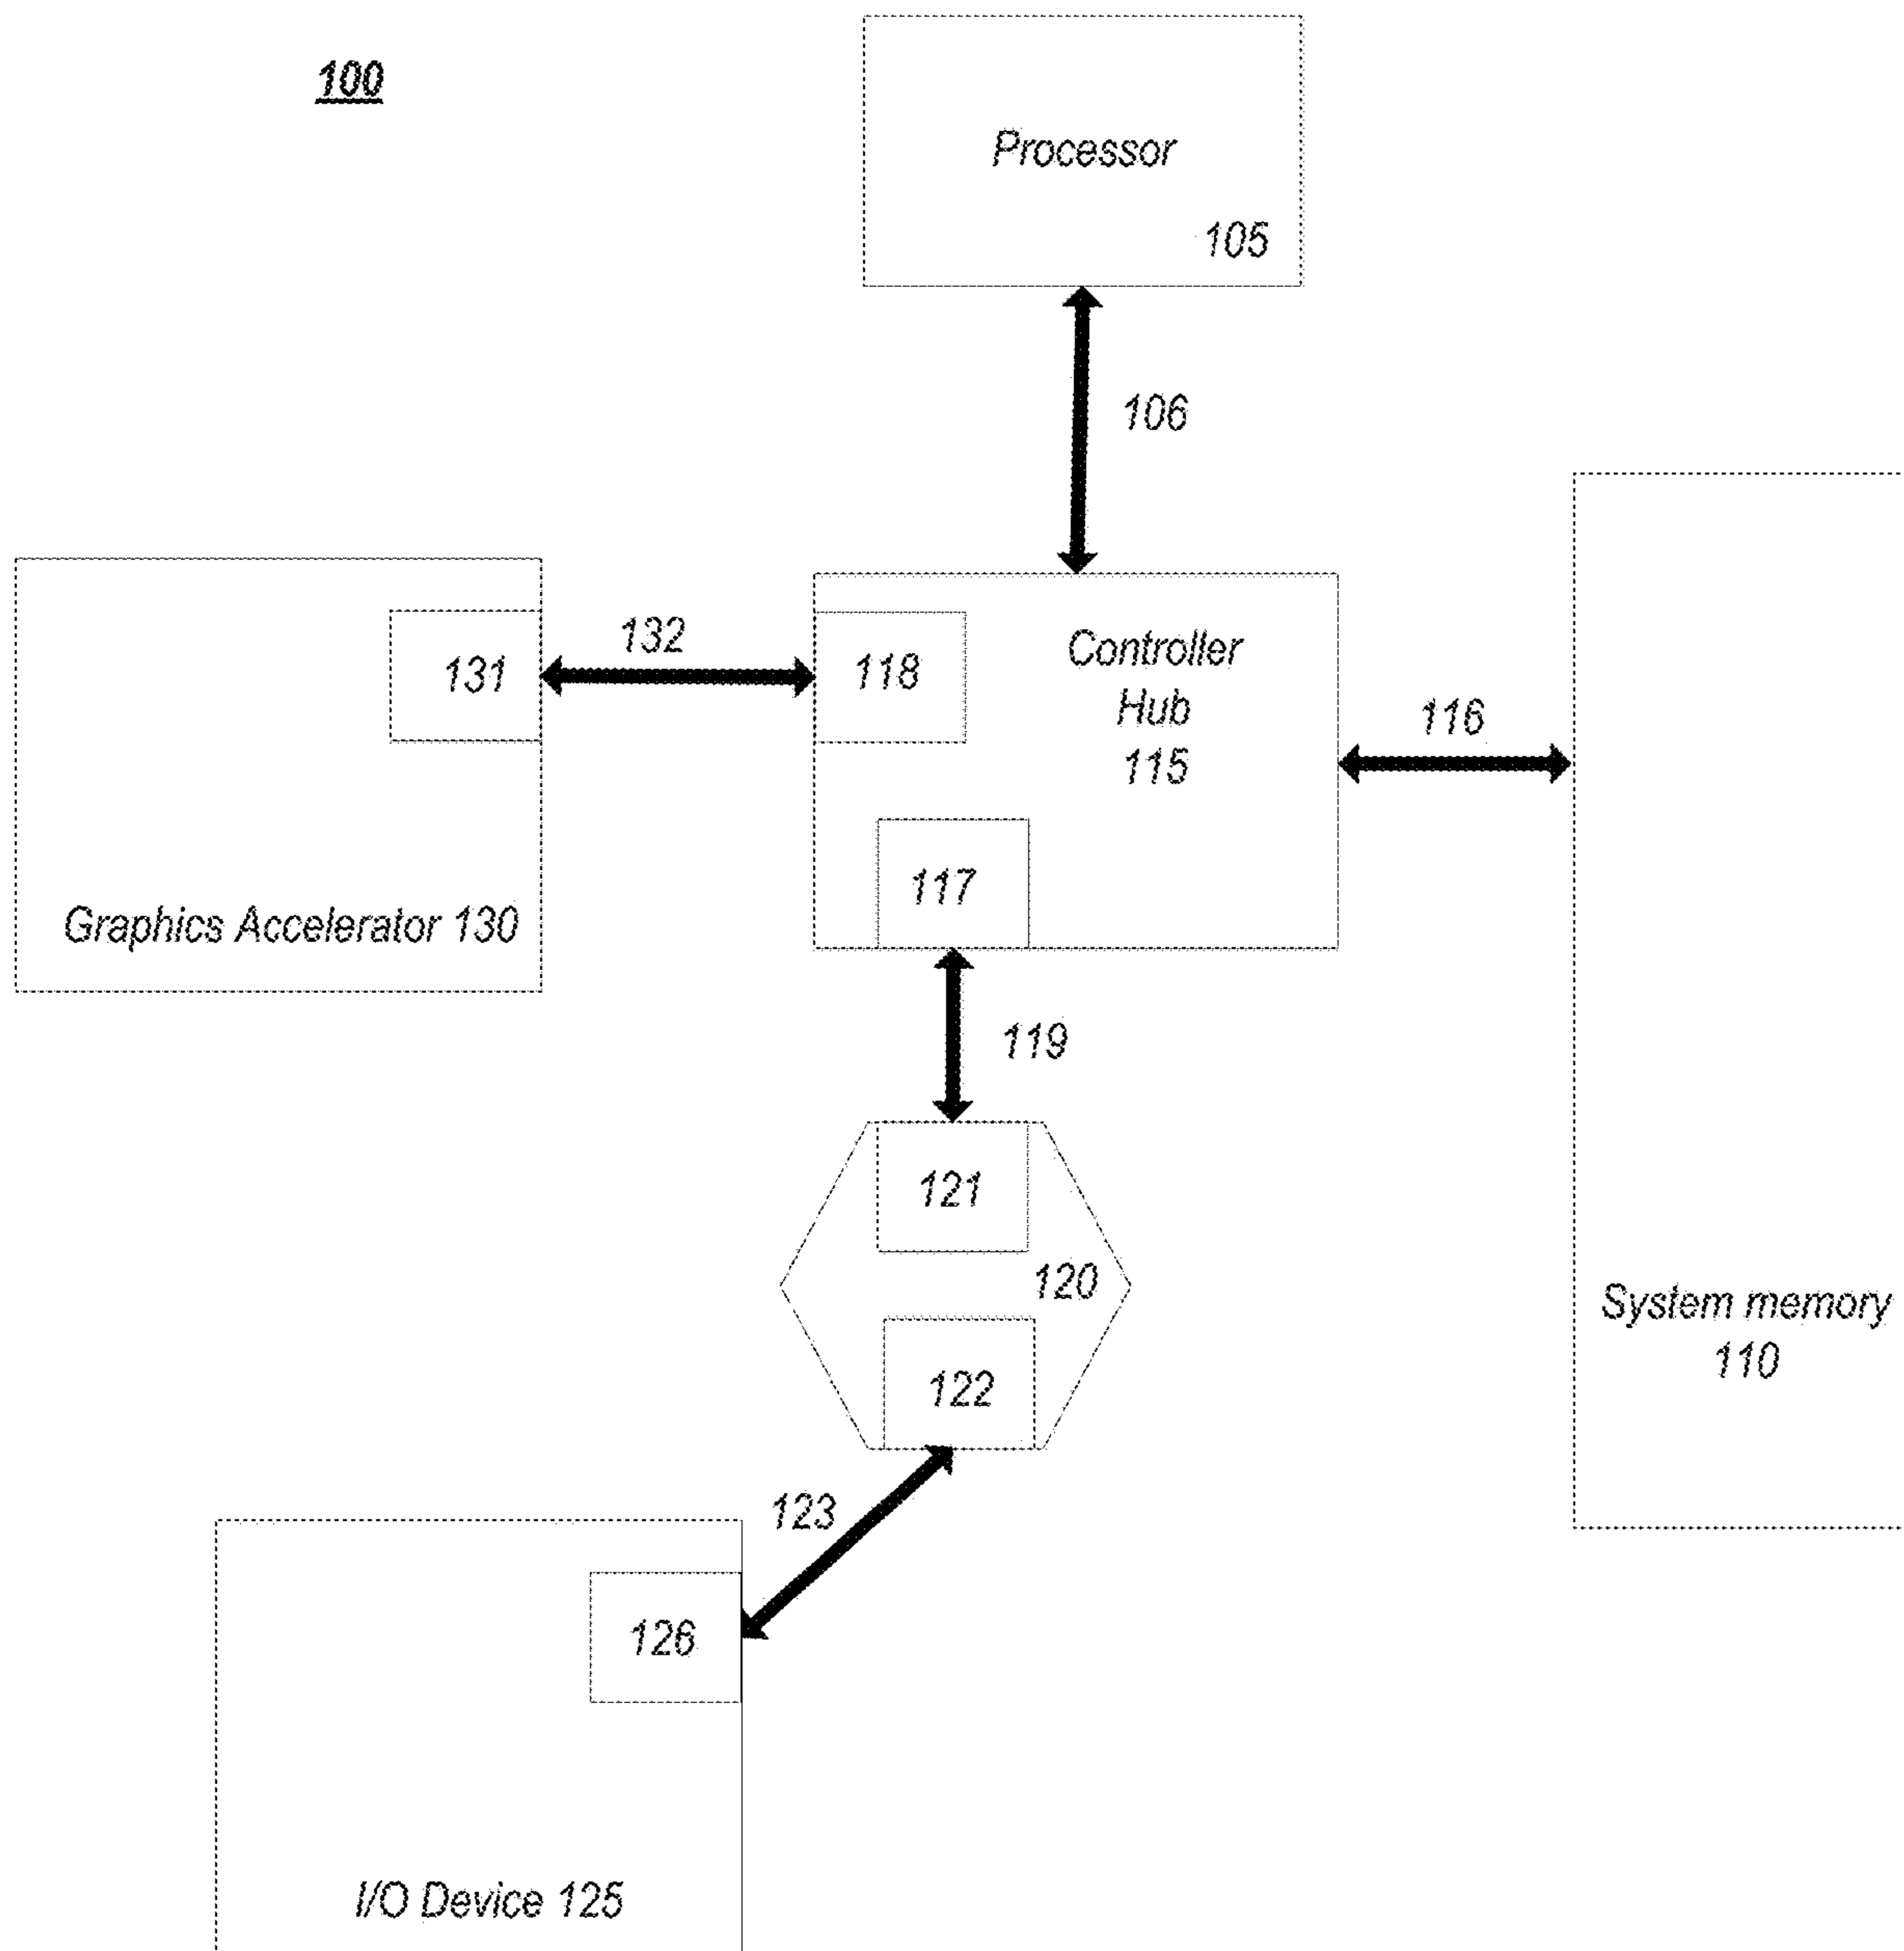 100
Processor
105
106
132
131
118
Controller
Hub
115
116
117
Graphics Accelerator 130
119
121
120
122
System memory
110
123
126
I/O Device 125